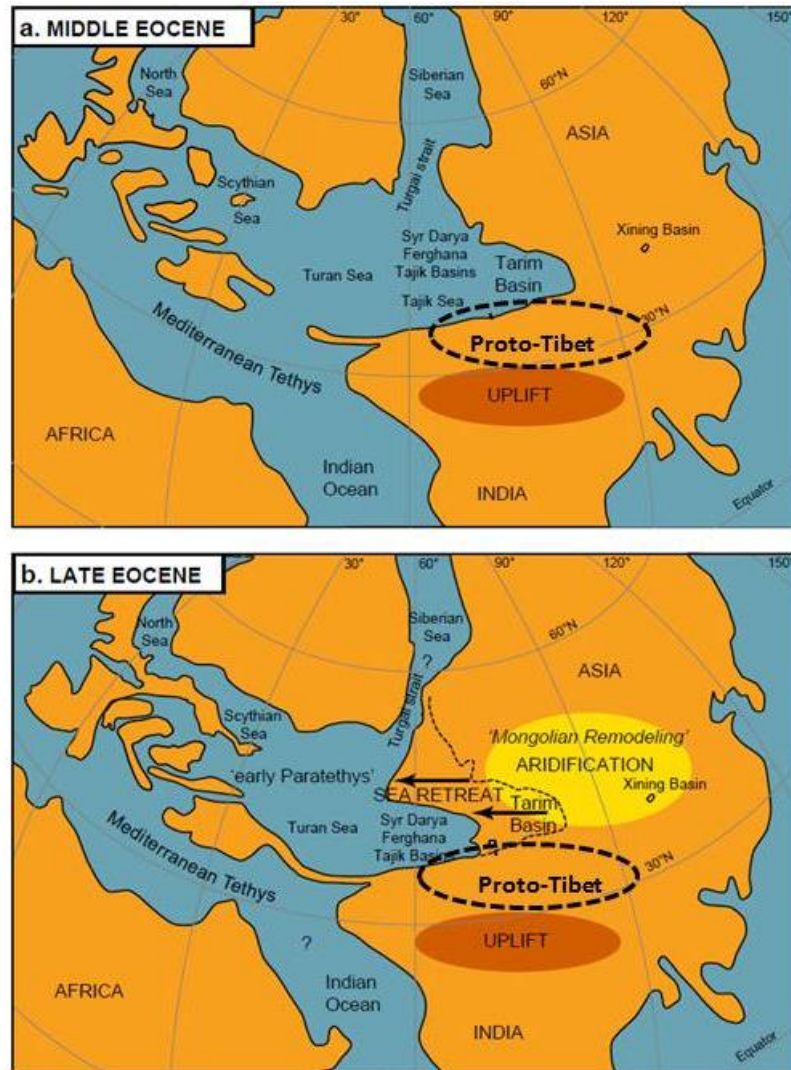 a. MIDDLE EOCENE
30°
60°
90°
120°
150°
North
Sea
Siberian
Sea
60°N
ASIA
Turgai strait
Scythian
Sea
Xining Basin
Syr Darya
Ferghana
Tajik Basins
Turan Sea
Tarim
Basin
Tajik Sea
30°N
Proto-Tibet
Mediterranean Tethys
UPLIFT
AFRICA
Indian
Ocean
INDIA
Equator
b. LATE EOCENE
30°
60°
90°
120°
150°
North
Sea
Siberian
Sea
?
60°N
ASIA
Turgai strait
Scythian
Sea
'Mongolian Remodeling'
ARIDIFICATION
'early Paratethys'
Xining Basin
SEA RETREAT
Tarim
Basin
Turan Sea
Syr Darya
Ferghana
Tajik Basins
30°N
Proto-Tibet
Mediterranean Tethys
?
UPLIFT
AFRICA
Indian
Ocean
INDIA
Equator